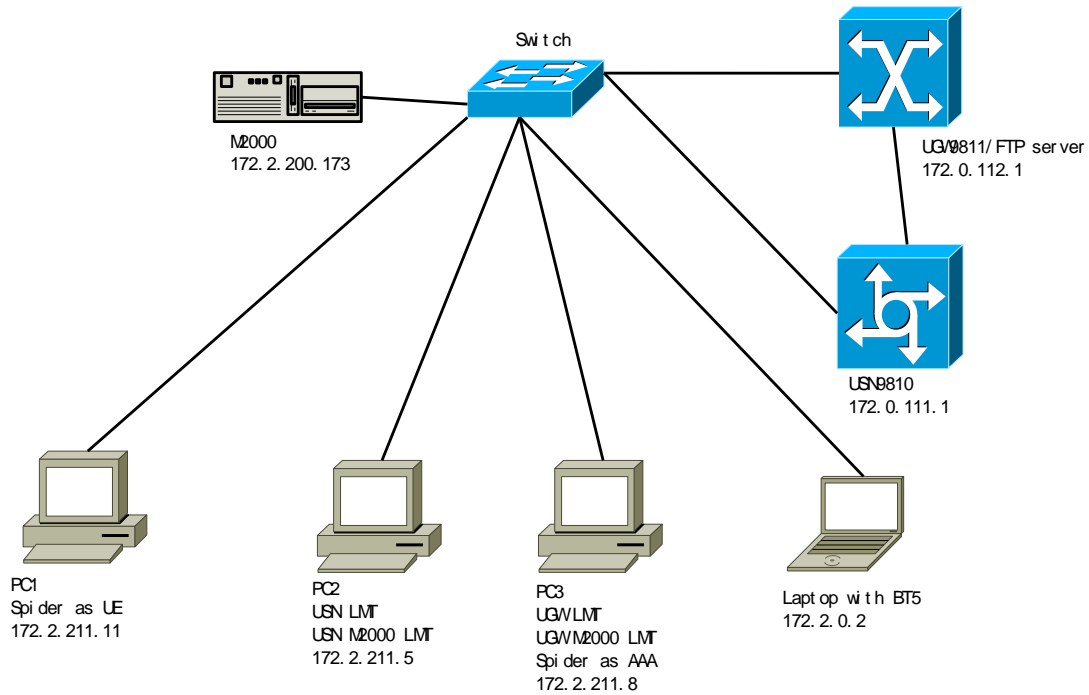 Switch
M2000
172.2.200.173
UGW9811/FTP server
172.0.112.1
USN9810
172.0.111.1
PC1
Spider as UE
172.2.211.11
PC2
USN LMT
USN M2000 LMT
172.2.211.5
PC3
UGW LMT
UGW M2000 LMT
Spider as AAA
172.2.211.8
Laptop with BT5
172.2.0.2